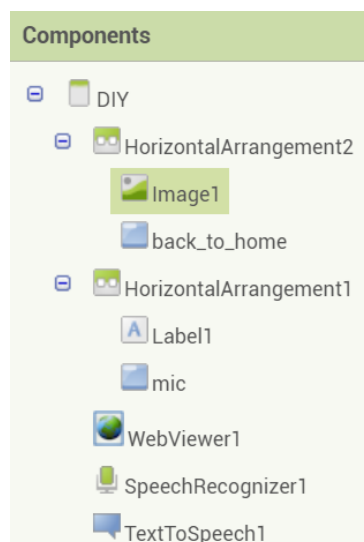 Components
DIY
HorizontalArrangement2
Image1
back_to_home
HorizontalArrangement1
Label1
mic
WebViewer1
SpeechRecognizer1
TextToSpeech1